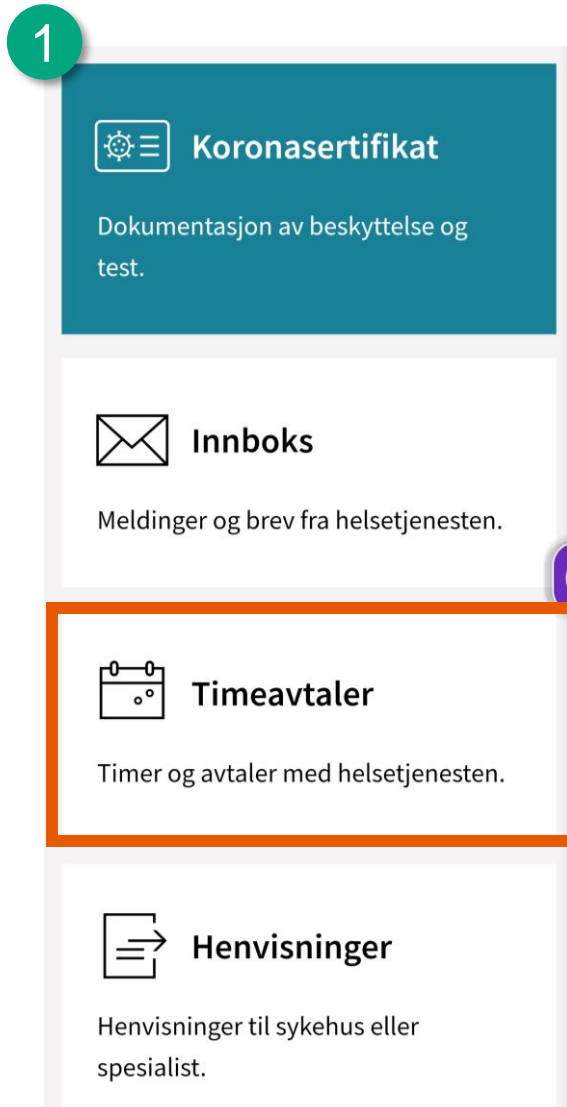 1
Koronasertifikat
Dokumentasjon av beskyttelse og
test.
Innboks
Meldinger og brev fra helsetjenesten.
Timeavtaler
Timer og avtaler med helsetjenesten.
Henvisninger
Henvisninger til sykehus eller
spesialist.